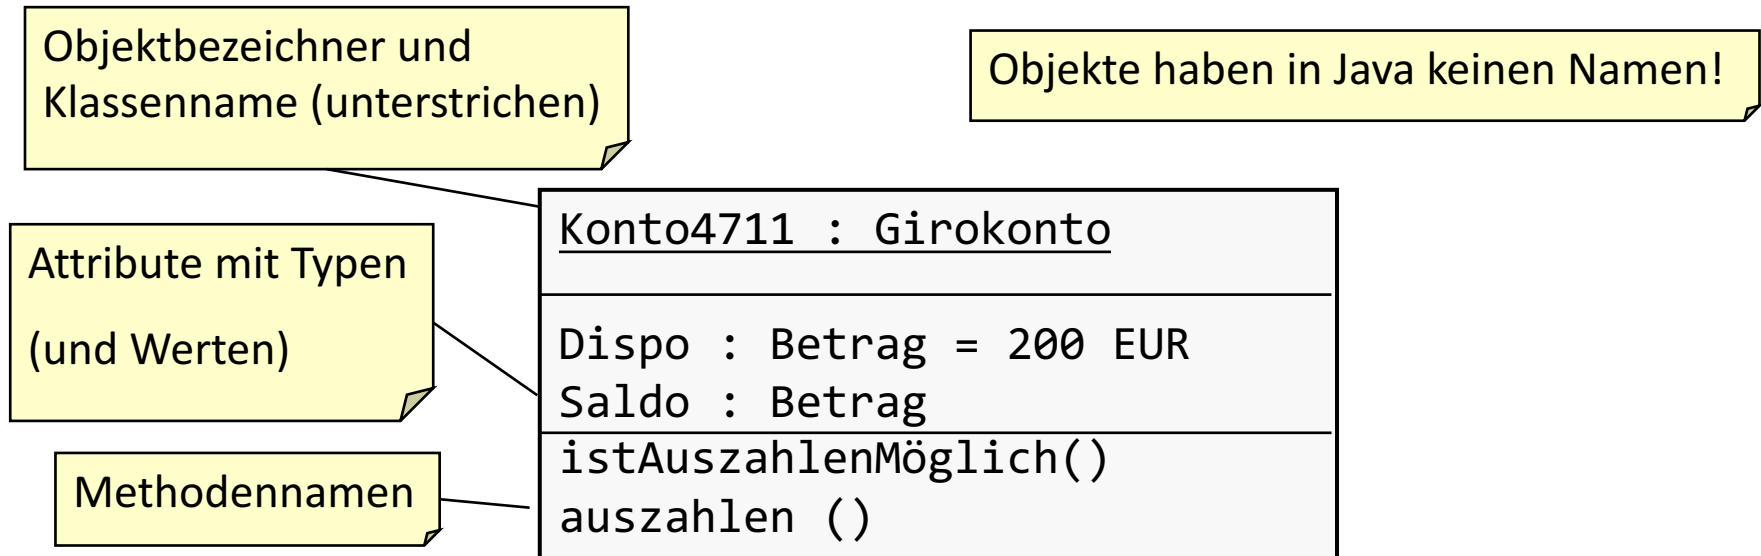 Objektbezeichner und
Klassenname (unterstrichen)
Objekte haben in Java keinen Namen!
Konto4711 : Girokonto
Attribute mit Typen
(und Werten)
Dispo : Betrag = 200 EUR
Saldo : Betrag
istAuszahlenMöglich()
Methodennamen
auszahlen ()